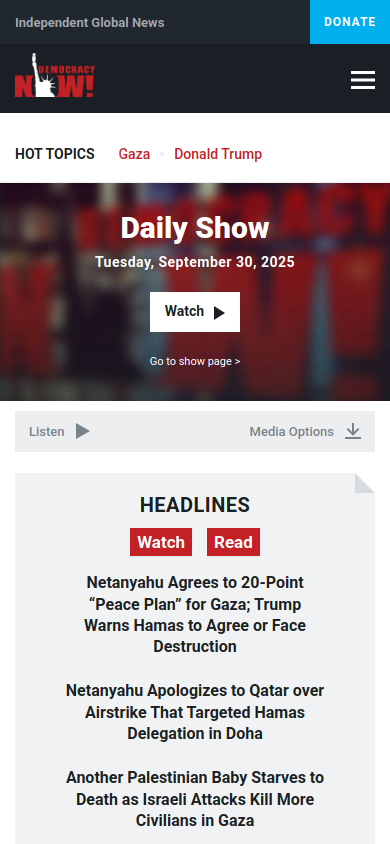 Independent Global News
DONATE
DEMOCRACY
NOW!
HOT TOPICS
Gaza
Donald Trump
Daily Show
Tuesday, September 30, 2025
Watch
Go to show page >
Listen
Media Options
HEADLINES
Watch
Read
Netanyahu Agrees to 20-Point
“Peace Plan” for Gaza; Trump
Warns Hamas to Agree or Face
Destruction
Netanyahu Apologizes to Qatar over
Airstrike That Targeted Hamas
Delegation in Doha
Another Palestinian Baby Starves to
Death as Israeli Attacks Kill More
Civilians in Gaza